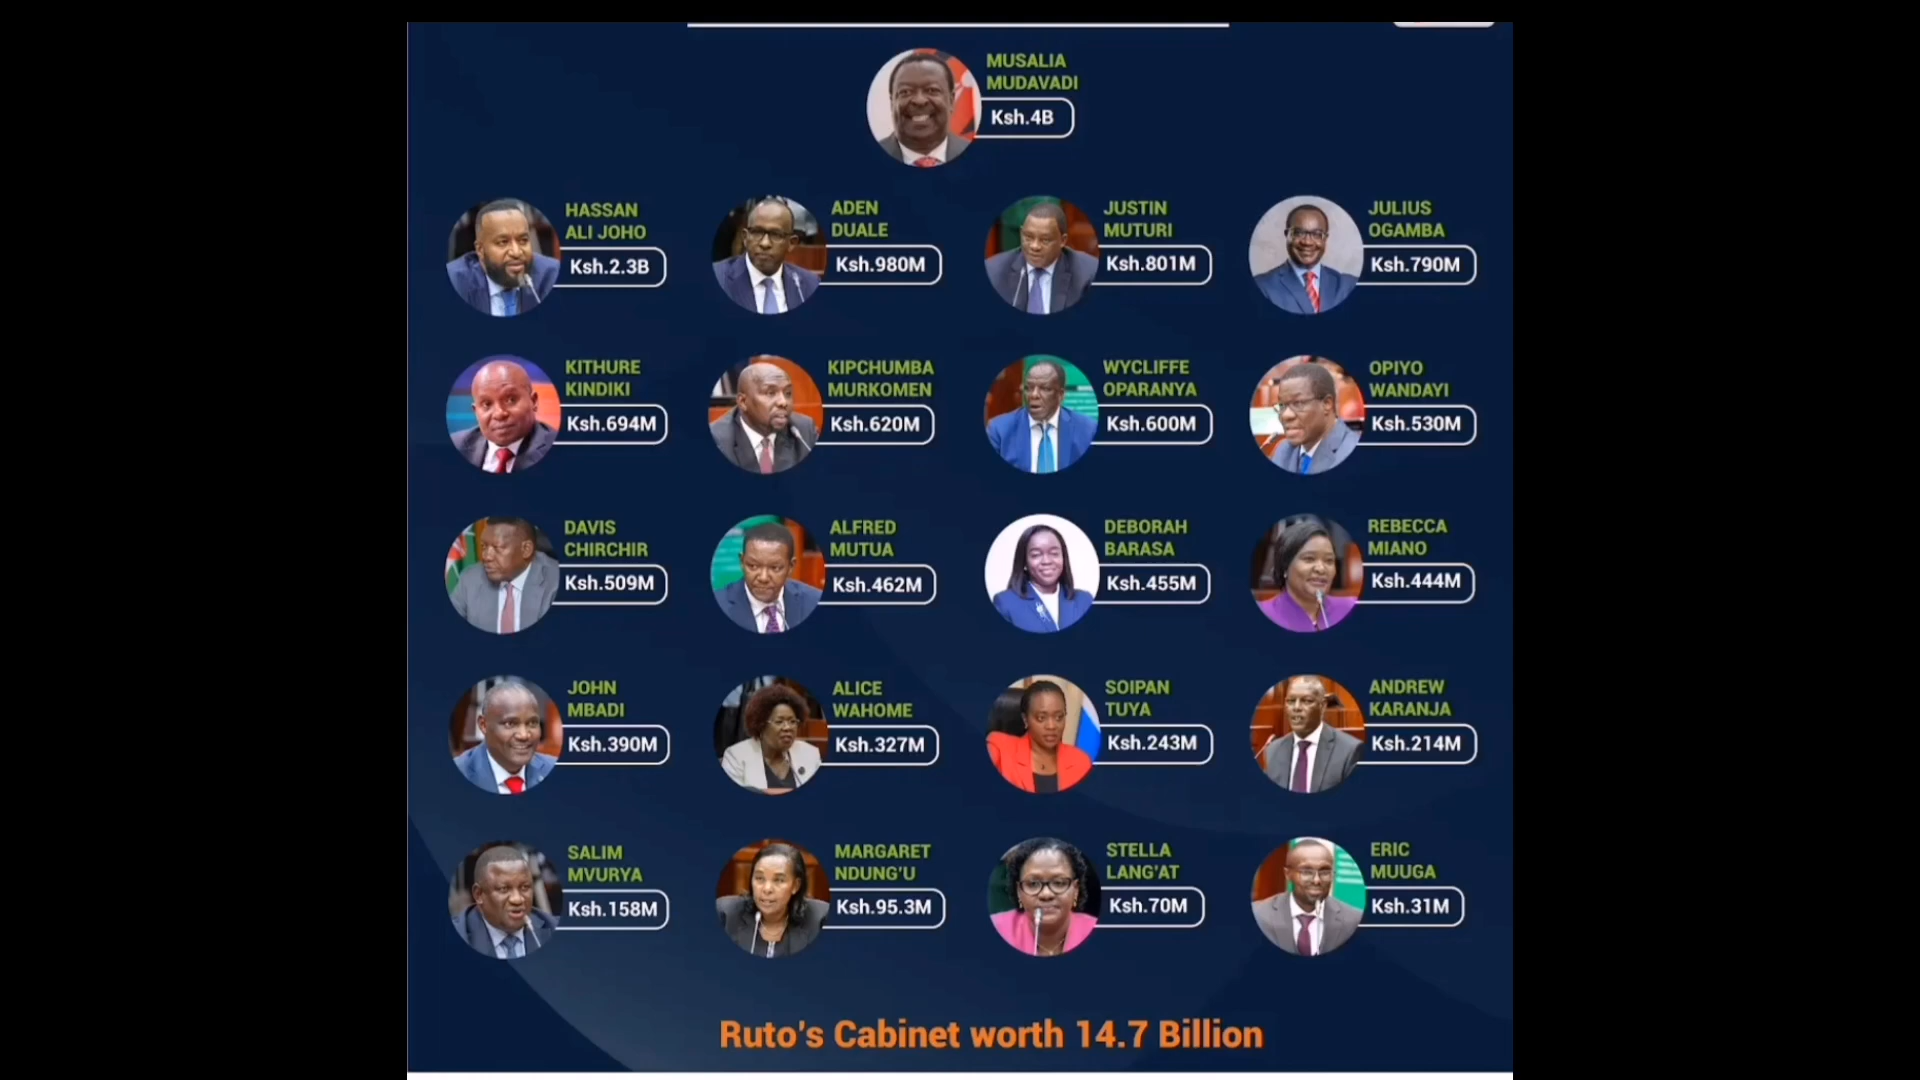 MUSALIA
MUDAVADI
Ksh.4B
HASSAN
ALI JOHO
Ksh.2.3B
ADEN
DUALE
Ksh.980M
JUSTIN
MUTURI
Ksh.801M
JULIUS
OGAMBA
Ksh.790M
KITHURE
KINDIKI
Ksh.694M
KIPCHUMBA
MURKOMEN
Ksh.620M
WYCLIFFE
OPARANYA
Ksh.600M
OPIYO
WANDAYI
Ksh.530M
DAVIS
CHIRCHIR
Ksh.509M
ALFRED
MUTUA
Ksh.462M
DEBORAH
BARASA
Ksh.455M
REBECCA
MIANO
Ksh.444M
JOHN
MBADI
Ksh.390M
ALICE
WAHOME
Ksh.327M
SOIPAN
TUYA
Ksh.243M
ANDREW
KARANJA
Ksh.214M
SALIM
MVURYA
Ksh.158M
MARGARET
NDUNG'U
Ksh.95.3M
STELLA
LANG'AT
Ksh.70M
ERIC
MUUGA
Ksh.31M
Ruto's Cabinet worth 14.7 Billion